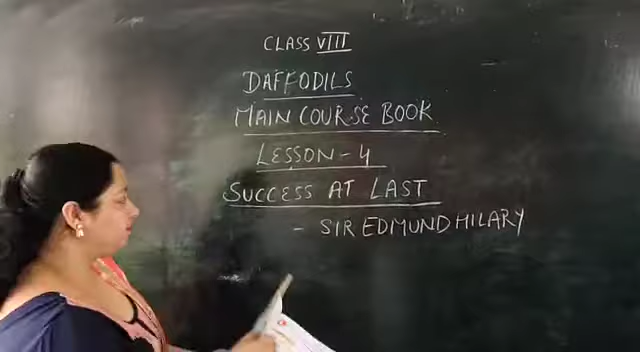 CLASS VIII
DAFFODILS
MAIN COURSE BOOK
LESSON - 4
SUCCESS AT LAST
- SIR EDMUND HILARY